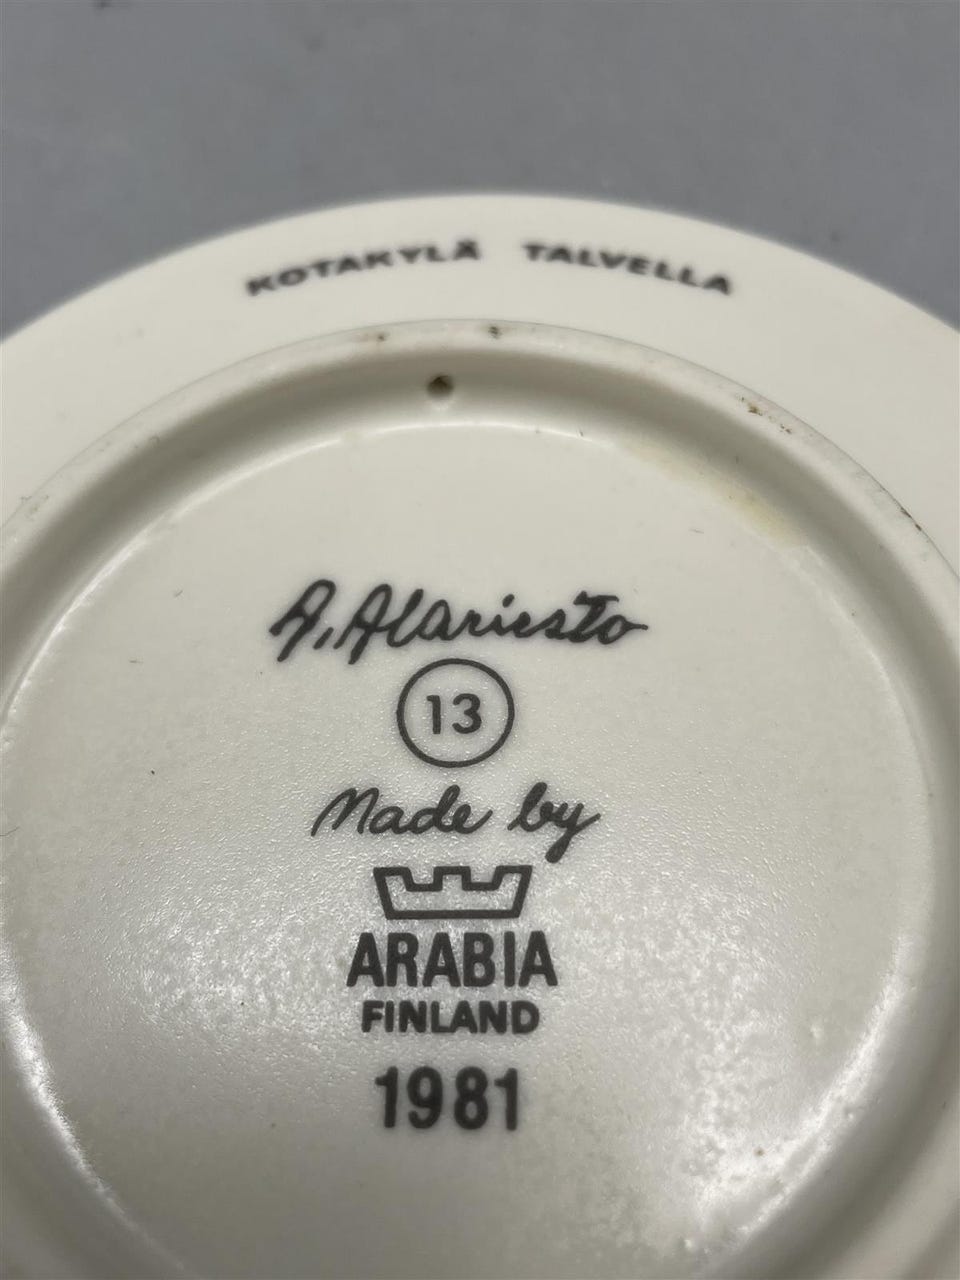 KOTAKYLÄ TALVELLA
A. Alariesto
13
Made by
ARABIA
FINLAND
1981